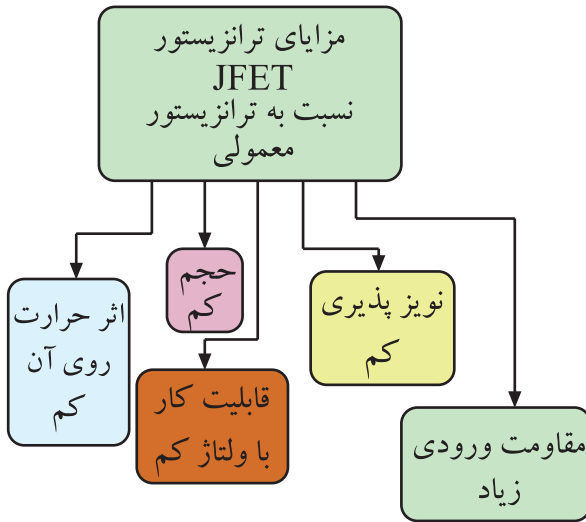 مزایای ترانزیستور
JFET
نسبت به ترانزیستور
معمولی
مقاومت ورودی
زیاد
نویز پذیری
کم
قابلیت کار
با ولتاژ کم
حجم
کم
اثر حرارت
روی آن
کم